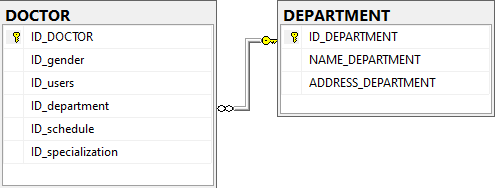 DOCTOR
ID_DOCTOR
ID_gender
ID_users
ID_department
ID_schedule
ID_specialization
DEPARTMENT
ID_DEPARTMENT
NAME_DEPARTMENT
ADDRESS_DEPARTMENT